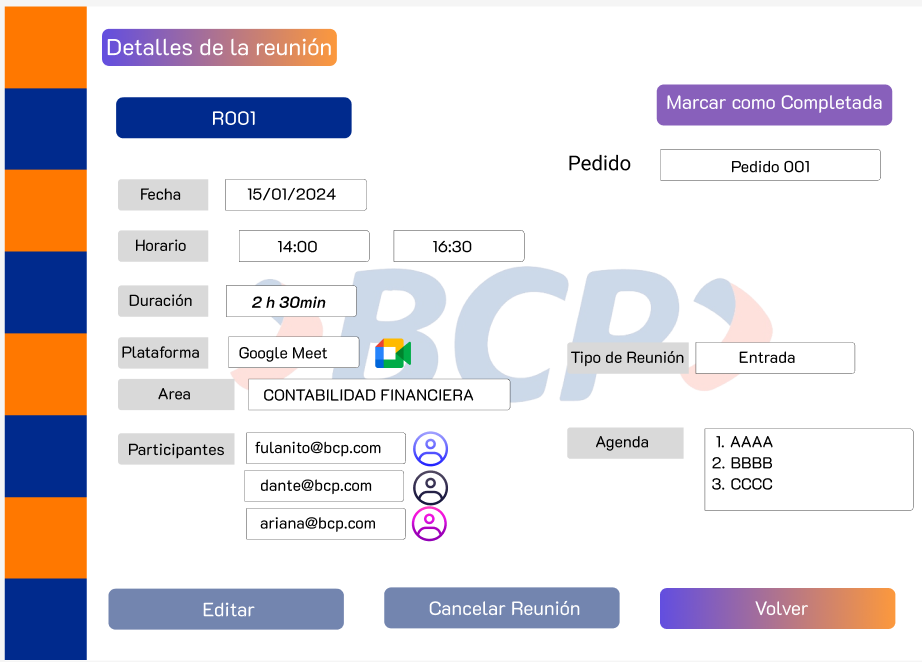 Detalles de la reunión
R001
Marcar como Completada
Pedido
Pedido 001
Fecha
15/01/2024
Horario
14:00
16:30
Duración
2 h 30min
Plataforma
Google Meet
Tipo de Reunión
Entrada
Area
CONTABILIDAD FINANCIERA
Participantes
fulanito@bcp.com
dante@bcp.com
ariana@bcp.com
Agenda
1. AAAA
2. BBBB
3. CCCC
BCP
Editar
Cancelar Reunión
Volver